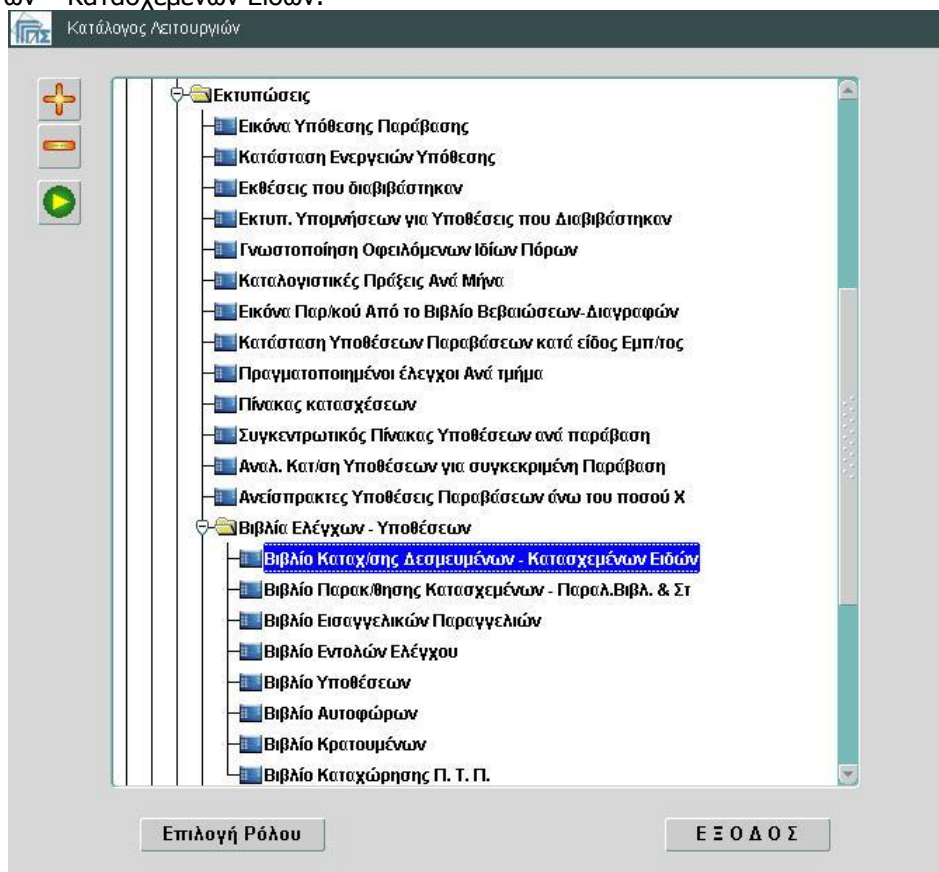 ων - Κατασχεμένων Ειδών.
ΓΓΠΣ
Κατάλογος Λειτουργιών
Εκτυπώσεις
Εικόνα Υπόθεσης Παράβασης
Κατάσταση Ενεργειών Υπόθεσης
Εκθέσεις που διαβιβάστηκαν
Εκτυπ. Υπομνήσεων για Υποθέσεις που Διαβιβάστηκαν
Γνωστοποίηση Οφειλόμενων Ιδίων Πόρων
Καταλογιστικές Πράξεις Ανά Μήνα
Εικόνα Παρ/κού Από το Βιβλίο Βεβαιώσεων-Διαγραφών
Κατάσταση Υποθέσεων Παραβάσεων κατά είδος Εμπ/τος
Πραγματοποιημένοι έλεγχοι Ανά τμήμα
Πίνακας κατασχέσεων
Συγκεντρωτικός Πίνακας Υποθέσεων ανά παράβαση
Αναλ. Κατ/ση Υποθέσεων για συγκεκριμένη Παράβαση
Ανείσπρακτες Υποθέσεις Παραβάσεων άνω του ποσού Χ
Βιβλία Ελέγχων - Υποθέσεων
Βιβλίο Καταχ/σης Δεσμευμένων - Κατασχεμένων Ειδών
Βιβλίο Παρακ/θησης Κατασχεμένων - Παραλ.Βιβλ. & Στ
Βιβλίο Εισαγγελικών Παραγγελιών
Βιβλίο Εντολών Ελέγχου
Βιβλίο Υποθέσεων
Βιβλίο Αυτοφώρων
Βιβλίο Κρατουμένων
Βιβλίο Καταχώρησης Π. Τ. Π.
Επιλογή Ρόλου
Ε Ξ Ο Δ Ο Σ